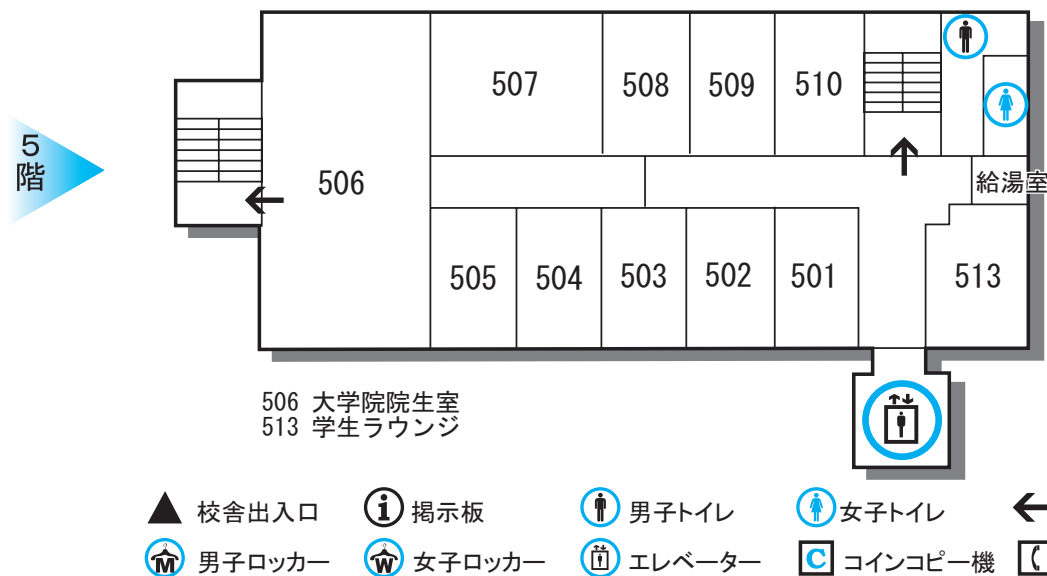 5階
507
508
509
510
506
給湯室
505
504
503
502
501
513
506 大学院院生室
513 学生ラウンジ
校舎出入口
i 掲示板
男子トイレ
女子トイレ
M 男子ロッカー
W 女子ロッカー
エレベーター
C コインコピー機